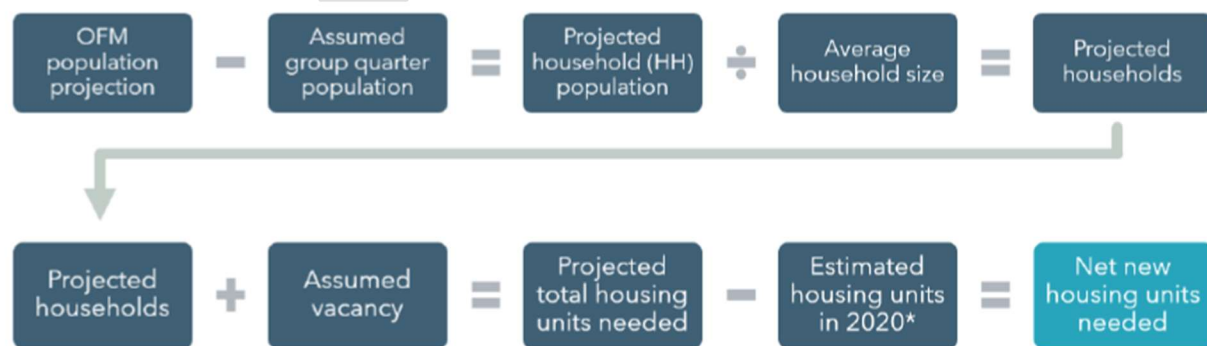 OFM
population
projection
–
Assumed
group quarter
population
=
Projected
household (HH)
population
÷
Average
household size
=
Projected
households
Projected
households
+
Assumed
vacancy
=
Projected
total housing
units needed
–
Estimated
housing units
in 2020*
=
Net new
housing units
needed